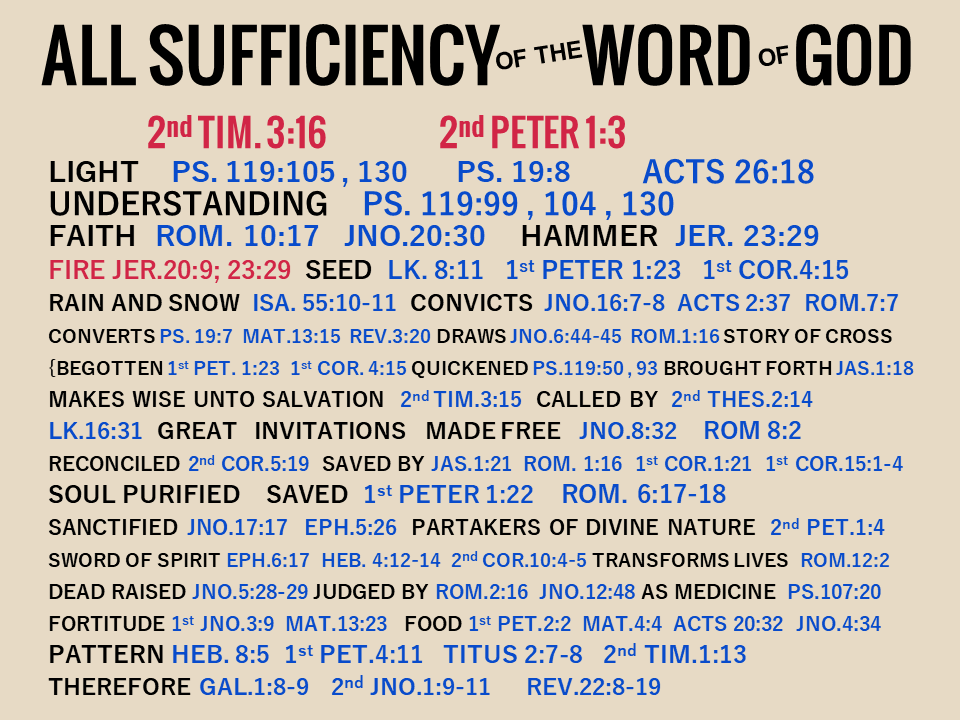 ALL SUFFICIENCY OF THE WORD OF GOD
2nd TIM. 3:16 2nd PETER 1:3
LIGHT PS. 119:105 , 130 PS. 19:8 ACTS 26:18
UNDERSTANDING PS. 119:99 , 104 , 130
FAITH ROM. 10:17 JNO.20:30 HAMMER JER. 23:29
FIRE JER.20:9; 23:29 SEED LK. 8:11 1st PETER 1:23 1st COR.4:15
RAIN AND SNOW ISA. 55:10-11 CONVICTS JNO.16:7-8 ACTS 2:37 ROM.7:7
CONVERTS PS. 19:7 MAT.13:15 REV.3:20 DRAWS JNO.6:44-45 ROM.1:16 STORY OF CROSS
{BEGOTTEN 1st PET. 1:23 1st COR. 4:15 QUICKENED PS.119:50 , 93 BROUGHT FORTH JAS.1:18
MAKES WISE UNTO SALVATION 2nd TIM.3:15 CALLED BY 2nd THES.2:14
LK.16:31 GREAT INVITATIONS MADE FREE JNO.8:32 ROM 8:2
RECONCILED 2nd COR.5:19 SAVED BY JAS.1:21 ROM. 1:16 1st COR.1:21 1st COR.15:1-4
SOUL PURIFIED SAVED 1st PETER 1:22 ROM. 6:17-18
SANCTIFIED JNO.17:17 EPH.5:26 PARTAKERS OF DIVINE NATURE 2nd PET.1:4
SWORD OF SPIRIT EPH.6:17 HEB. 4:12-14 2nd COR.10:4-5 TRANSFORMS LIVES ROM.12:2
DEAD RAISED JNO.5:28-29 JUDGED BY ROM.2:16 JNO.12:48 AS MEDICINE PS.107:20
FORTITUDE 1st JNO.3:9 MAT.13:23 FOOD 1st PET.2:2 MAT.4:4 ACTS 20:32 JNO.4:34
PATTERN HEB. 8:5 1st PET.4:11 TITUS 2:7-8 2nd TIM.1:13
THEREFORE GAL.1:8-9 2nd JNO.1:9-11 REV.22:8-19